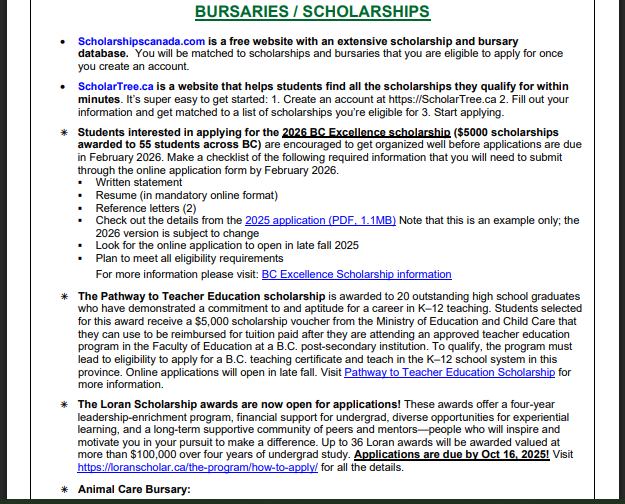 BURSARIES / SCHOLARSHIPS
• Scholarshipscanada.com is a free website with an extensive scholarship and bursary
database. You will be matched to scholarships and bursaries that you are eligible to apply for once
you create an account.
• ScholarTree.ca is a website that helps students find all the scholarships they qualify for within
minutes. It's super easy to get started: 1. Create an account at https://ScholarTree.ca 2. Fill out your
information and get matched to a list of scholarships you're eligible for 3. Start applying.
✴ Students interested in applying for the 2026 BC Excellence scholarship ($5000 scholarships
awarded to 55 students across BC) are encouraged to get organized well before applications are due
in February 2026. Make a checklist of the following required information that you will need to submit
through the online application form by February 2026.
▪ Written statement
▪ Resume (in mandatory online format)
▪ Reference letters (2)
▪ Check out the details from the 2025 application (PDF, 1.1MB) Note that this is an example only; the
2026 version is subject to change
▪ Look for the online application to open in late fall 2025
▪ Plan to meet all eligibility requirements
For more information please visit: BC Excellence Scholarship information
✴ The Pathway to Teacher Education scholarship is awarded to 20 outstanding high school graduates
who have demonstrated a commitment to and aptitude for a career in K–12 teaching. Students selected
for this award receive a $5,000 scholarship voucher from the Ministry of Education and Child Care that
they can use to be reimbursed for tuition paid after they are attending an approved teacher education
program in the Faculty of Education at a B.C. post-secondary institution. To qualify, the program must
lead to eligibility to apply for a B.C. teaching certificate and teach in the K–12 school system in this
province. Online applications will open in late fall. Visit Pathway to Teacher Education Scholarship for
more information.
✴ The Loran Scholarship awards are now open for applications! These awards offer a four-year
leadership-enrichment program, financial support for undergrad, diverse opportunities for experiential
learning, and a long-term supportive community of peers and mentors—people who will inspire and
motivate you in your pursuit to make a difference. Up to 36 Loran awards will be awarded valued at
more than $100,000 over four years of undergrad study. Applications are due by Oct 16, 2025! Visit
https://loranscholar.ca/the-program/how-to-apply/ for all the details.
✴ Animal Care Bursary: